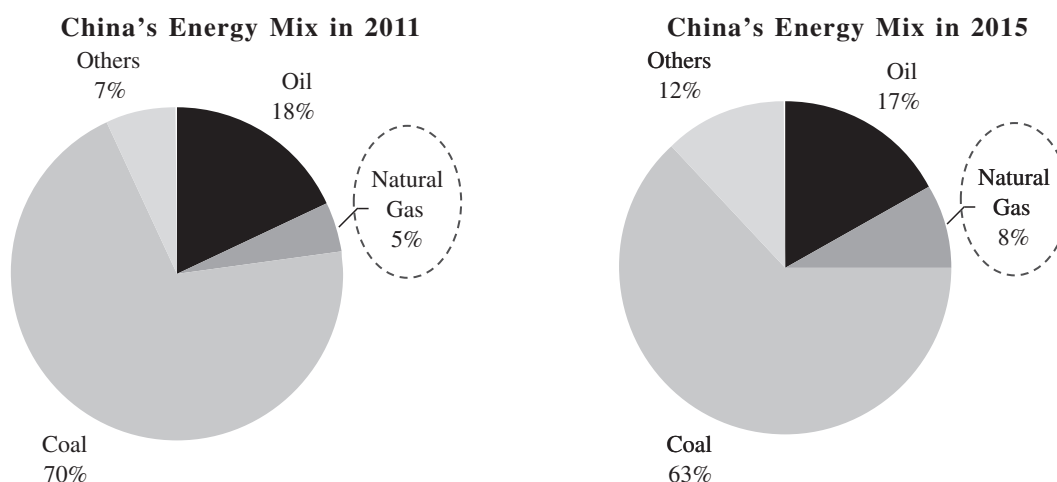 China's Energy Mix in 2011
Others
7%
Oil
18%
Natural
Gas
5%
Coal
70%
China's Energy Mix in 2015
Others
12%
Oil
17%
Natural
Gas
8%
Coal
63%